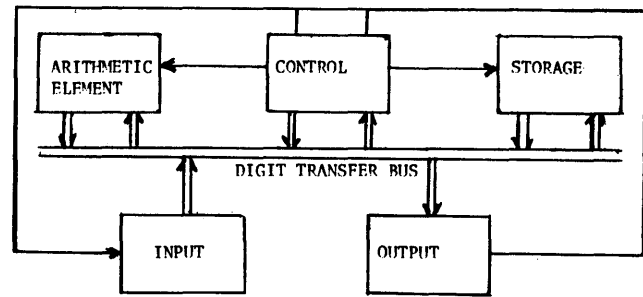 ARITHMETIC
ELEMENT
CONTROL
STORAGE
DIGIT TRANSFER BUS
INPUT
OUTPUT